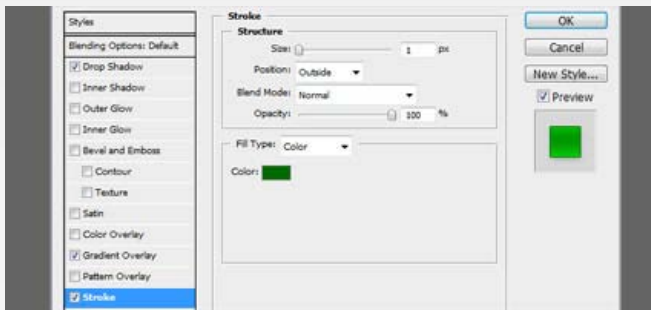 Styles
Blending Options: Default
Drop Shadow
Inner Shadow
Outer Glow
Inner Glow
Bevel and Emboss
Contour
Texture
Satin
Color Overlay
Gradient Overlay
Pattern Overlay
Stroke
Stroke
Structure
Size: 1 px
Position: Outside
Blend Mode: Normal
Opacity: 100 %
Fill Type: Color
Color:
OK
Cancel
New Style...
Preview